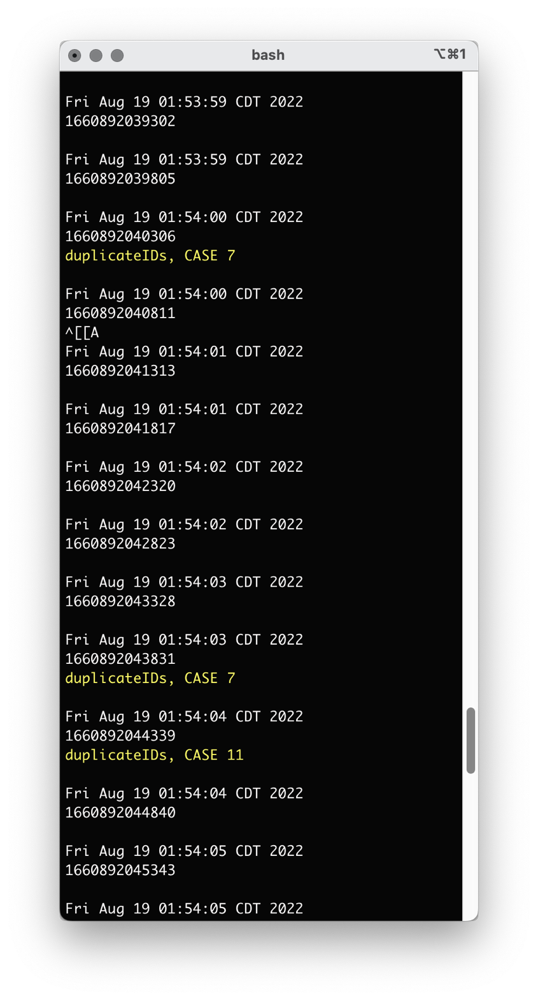 bash
⌥⌘1
Fri Aug 19 01:53:59 CDT 2022
1660892039302
Fri Aug 19 01:53:59 CDT 2022
1660892039805
Fri Aug 19 01:54:00 CDT 2022
1660892040306
duplicateIDs, CASE 7
Fri Aug 19 01:54:00 CDT 2022
1660892040811
^[[A
Fri Aug 19 01:54:01 CDT 2022
1660892041313
Fri Aug 19 01:54:01 CDT 2022
1660892041817
Fri Aug 19 01:54:02 CDT 2022
1660892042320
Fri Aug 19 01:54:02 CDT 2022
1660892042823
Fri Aug 19 01:54:03 CDT 2022
1660892043328
Fri Aug 19 01:54:03 CDT 2022
1660892043831
duplicateIDs, CASE 7
Fri Aug 19 01:54:04 CDT 2022
1660892044339
duplicateIDs, CASE 11
Fri Aug 19 01:54:04 CDT 2022
1660892044840
Fri Aug 19 01:54:05 CDT 2022
1660892045343
Fri Aug 19 01:54:05 CDT 2022